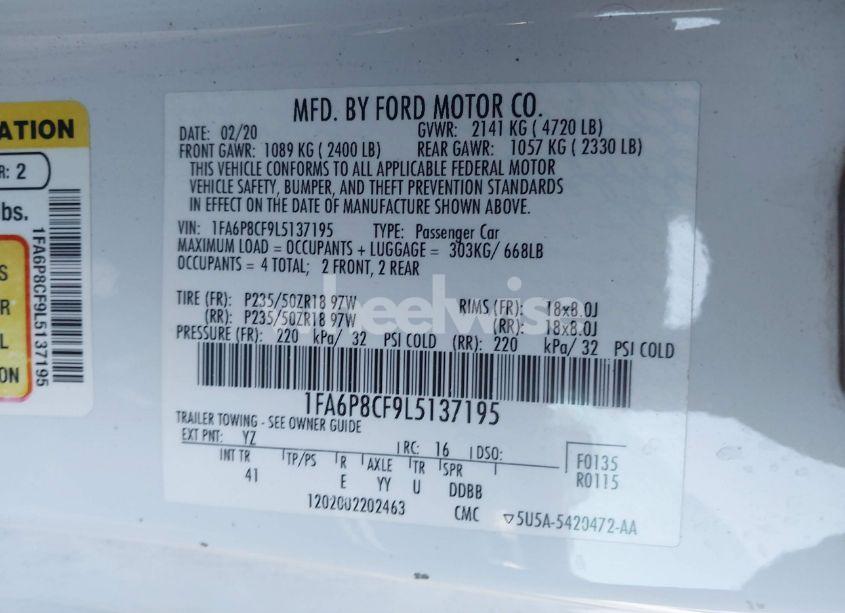 ATION
R: 2
bs.
S
R
L
ON
1FA6P8CF9L5137195
MFD. BY FORD MOTOR CO.
DATE: 02/20 GVWR: 2141 KG ( 4720 LB)
FRONT GAWR: 1089 KG ( 2400 LB) REAR GAWR: 1057 KG ( 2330 LB)
THIS VEHICLE CONFORMS TO ALL APPLICABLE FEDERAL MOTOR
VEHICLE SAFETY, BUMPER, AND THEFT PREVENTION STANDARDS
IN EFFECT ON THE DATE OF MANUFACTURE SHOWN ABOVE.
VIN: 1FA6P8CF9L5137195 TYPE: Passenger Car
MAXIMUM LOAD = OCCUPANTS + LUGGAGE = 303KG/ 668LB
OCCUPANTS = 4 TOTAL; 2 FRONT, 2 REAR
TIRE (FR): P235/50ZR18 97W RIMS (FR): 18x8.0J
(RR): P235/50ZR18 97W (RR): 18x8.0J
PRESSURE (FR): 220 kPa/ 32 PSI COLD (RR): 220 kPa/ 32 PSI COLD
1FA6P8CF9L5137195
TRAILER TOWING - SEE OWNER GUIDE
EXT PNT: YZ RC: 16 DSO:
INT TR TP/PS R AXLE TR SPR
41 E YY U DDBB
F0135
R0115
1202002202463 CMC ▽5U5A-5420472-AA